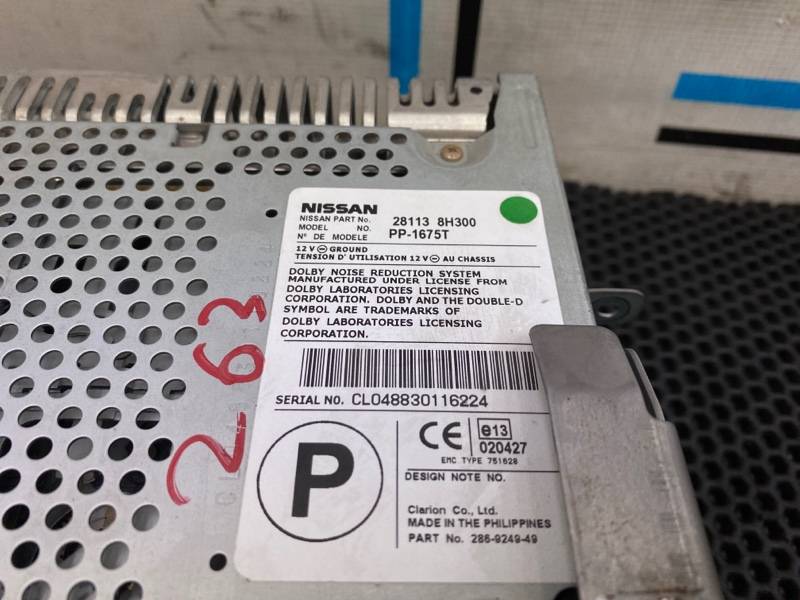 NISSAN
NISSAN PART No. 28113 8H300
MODEL NO.
N° DE MODELE PP-1675T
12 V ⊖ GROUND
TENSION D' UTILISATION 12 V ⊖ AU CHASSIS
DOLBY NOISE REDUCTION SYSTEM
MANUFACTURED UNDER LICENSE FROM
DOLBY LABORATORIES LICENSING
CORPORATION. DOLBY AND THE DOUBLE-D
SYMBOL ARE TRADEMARKS OF
DOLBY LABORATORIES LICENSING
CORPORATION.
SERIAL NO. CL048830116224
P
CE e13
020427
EMC TYPE 751628
DESIGN NOTE NO.
Clarion Co., Ltd.
MADE IN THE PHILIPPINES
PART No. 286-9249-49
2-63